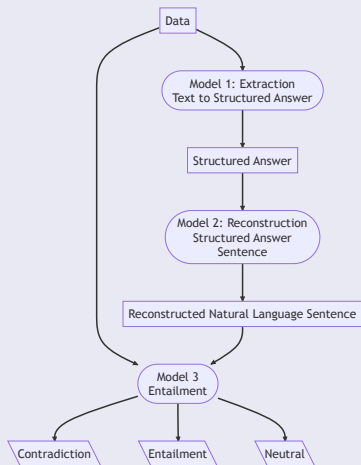 Data
Model 1: Extraction
Text to Structured Answer
Structured Answer
Model 2: Reconstruction
Structured Answer
Sentence
Reconstructed Natural Language Sentence
Model 3
Entailment
Contradiction
Entailment
Neutral